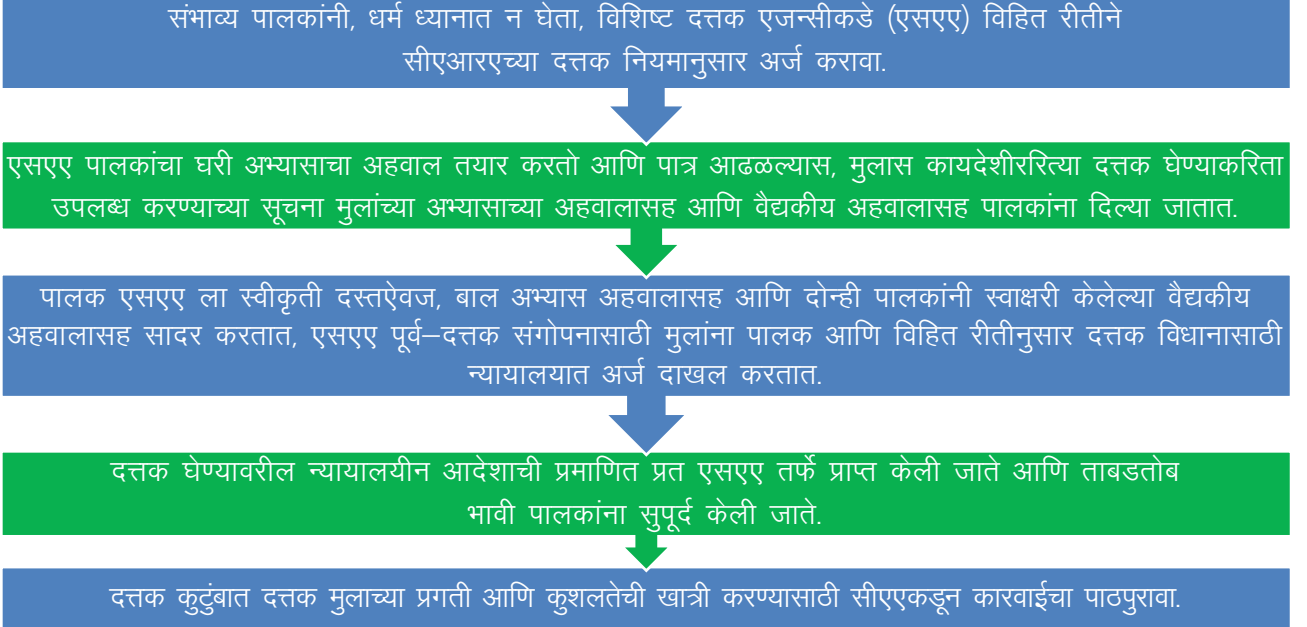 संभाव्य पालकांनी, धर्म ध्यानात न घेता, विशिष्ट दत्तक एजन्सीकडे (एसएए) विहित रीतीने
सीएआरएच्या दत्तक नियमानुसार अर्ज करावा.
एसएए पालकांचा घरी अभ्यासाचा अहवाल तयार करतो आणि पात्र आढळल्यास, मुलास कायदेशीररित्या दत्तक घेण्याकरिता
उपलब्ध करण्याच्या सूचना मुलांच्या अभ्यासाच्या अहवालासह आणि वैद्यकीय अहवालासह पालकांना दिल्या जातात.
पालक एसएए ला स्वीकृती दस्तऐवज, बाल अभ्यास अहवालासह आणि दोन्ही पालकांनी स्वाक्षरी केलेल्या वैद्यकीय
अहवालासह सादर करतात, एसएए पूर्व–दत्तक संगोपनासाठी मुलांना पालक आणि विहित रीतीनुसार दत्तक विधानासाठी
न्यायालयात अर्ज दाखल करतात.
दत्तक घेण्यावरील न्यायालयीन आदेशाची प्रमाणित प्रत एसएए तर्फे प्राप्त केली जाते आणि ताबडतोब
भावी पालकांना सुपूर्द केली जाते.
दत्तक कुटुंबात दत्तक मुलाच्या प्रगती आणि कुशलतेची खात्री करण्यासाठी सीएएकडून कारवाईचा पाठपुरावा.